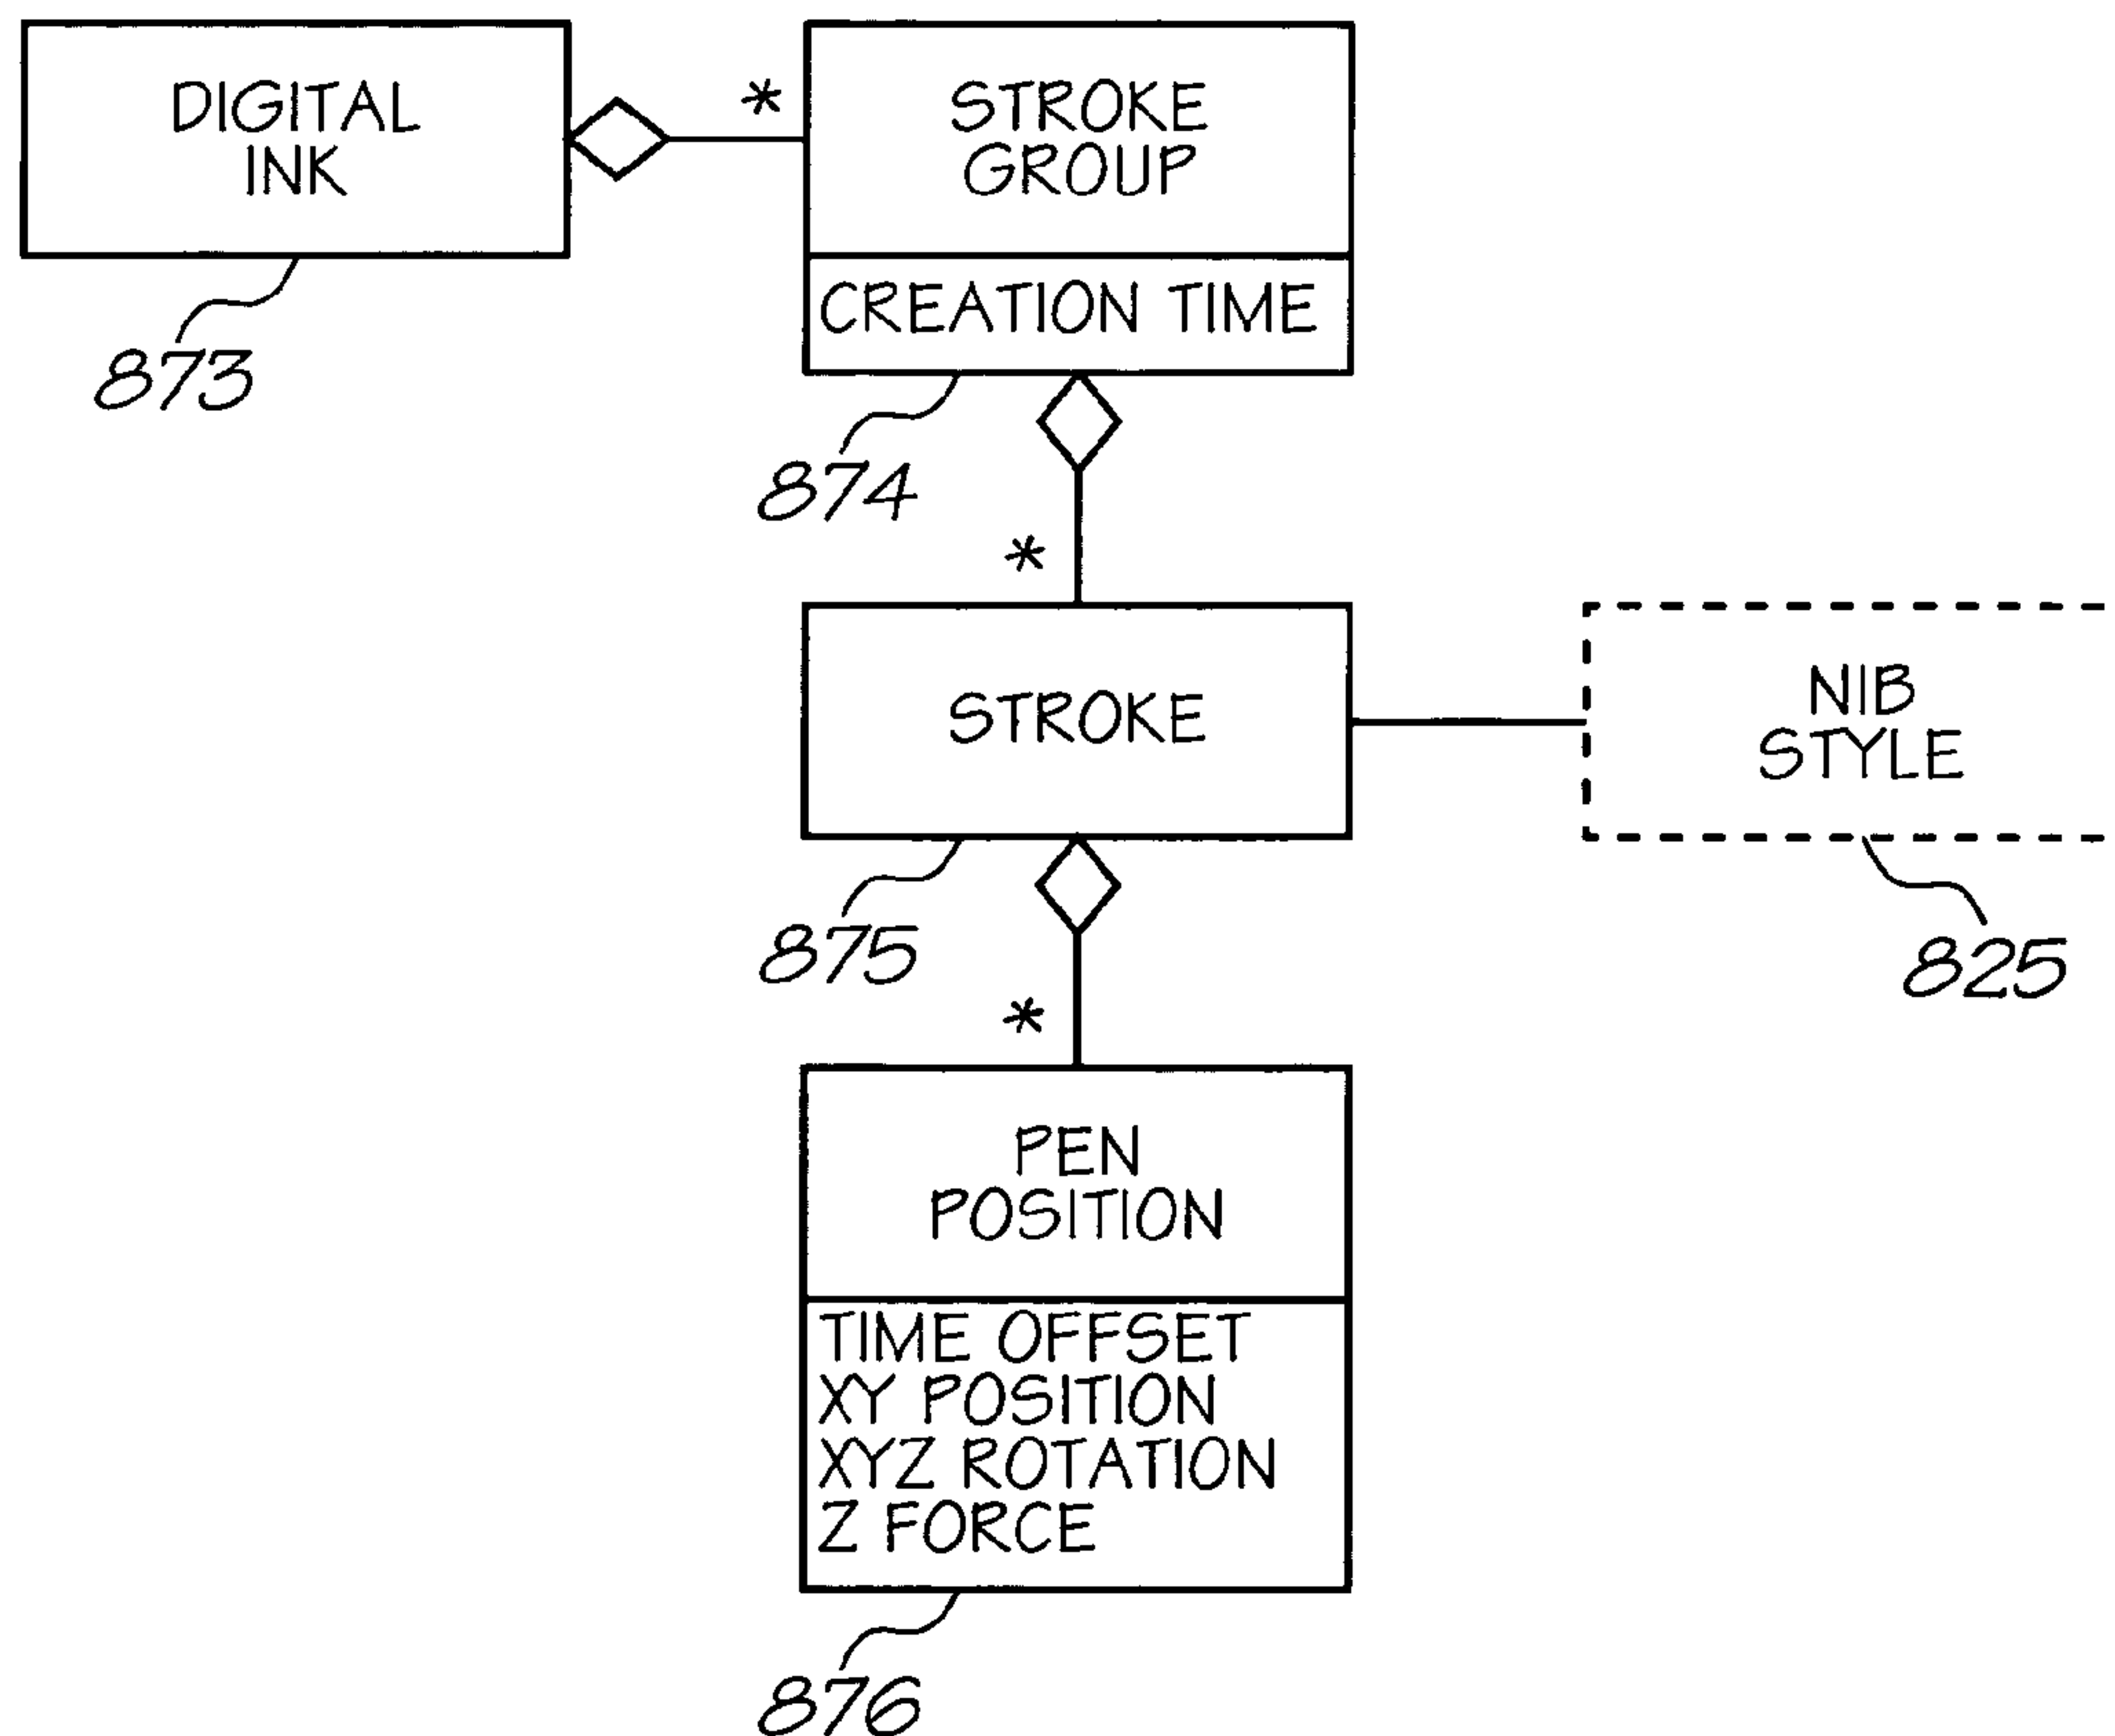 DIGITAL
INK
*
STROKE
GROUP
CREATION TIME
873
874
*
STROKE
NIB
STYLE
875
825
*
PEN
POSITION
TIME OFFSET
XY POSITION
XYZ ROTATION
Z FORCE
876